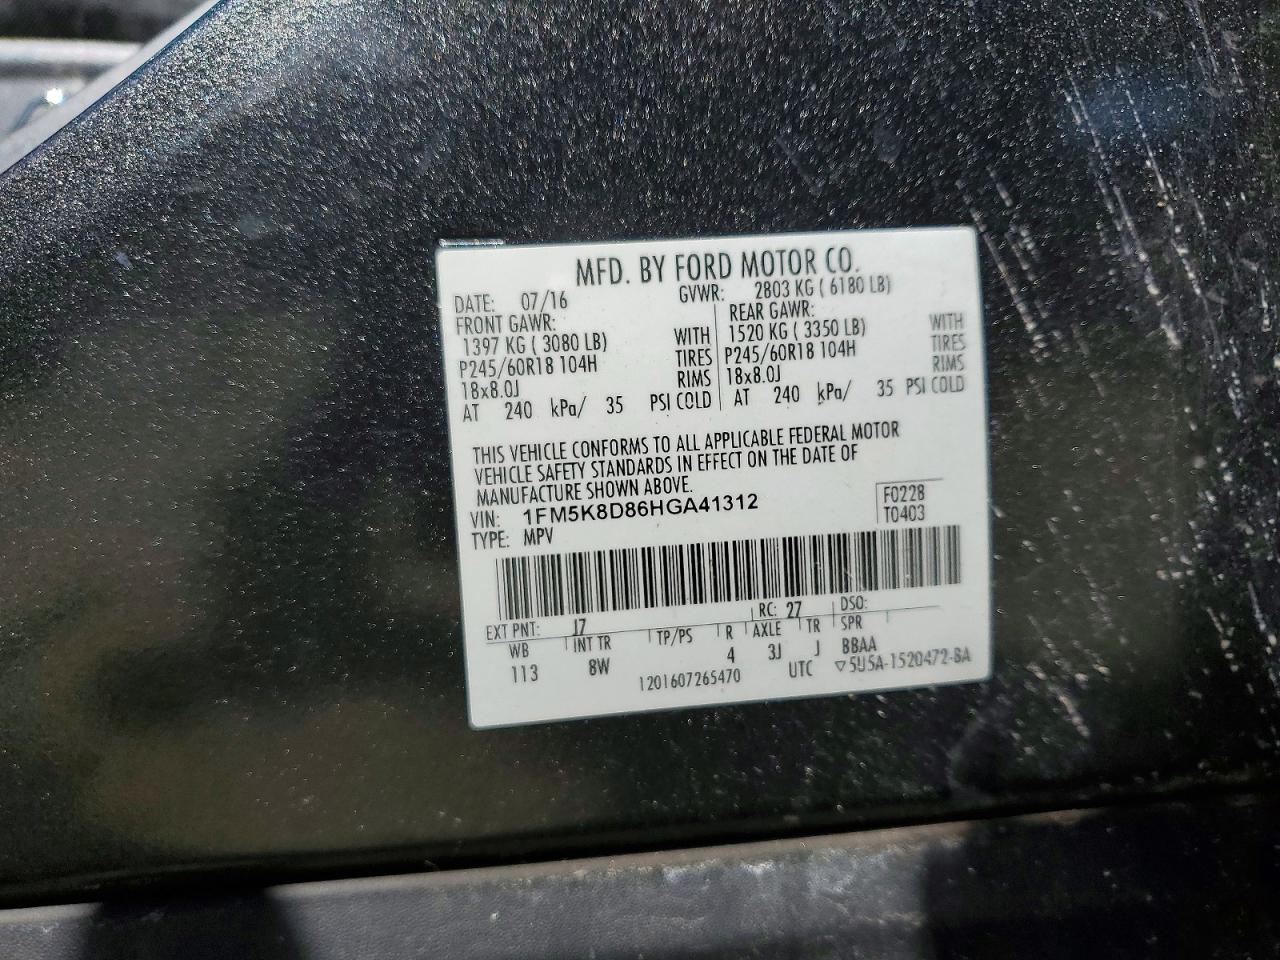 MFD. BY FORD MOTOR CO.
DATE: 07/16 GVWR: 2803 KG ( 6180 LB)
FRONT GAWR: REAR GAWR:
1397 KG ( 3080 LB) WITH 1520 KG ( 3350 LB) WITH
P245/60R18 104H TIRES P245/60R18 104H TIRES
18x8.0J RIMS 18x8.0J RIMS
AT 240 kPa/ 35 PSI COLD AT 240 kPa/ 35 PSI COLD
THIS VEHICLE CONFORMS TO ALL APPLICABLE FEDERAL MOTOR
VEHICLE SAFETY STANDARDS IN EFFECT ON THE DATE OF
MANUFACTURE SHOWN ABOVE.
VIN: 1FM5K8D86HGA41312 F0228
TYPE: MPV T0403
EXT PNT: J7 RC: 27 DSO:
WB INT TR TP/PS R AXLE TR SPR
113 8W 4 3J J BBAA
1201607265470 UTC ▽5U5A-1520472-BA